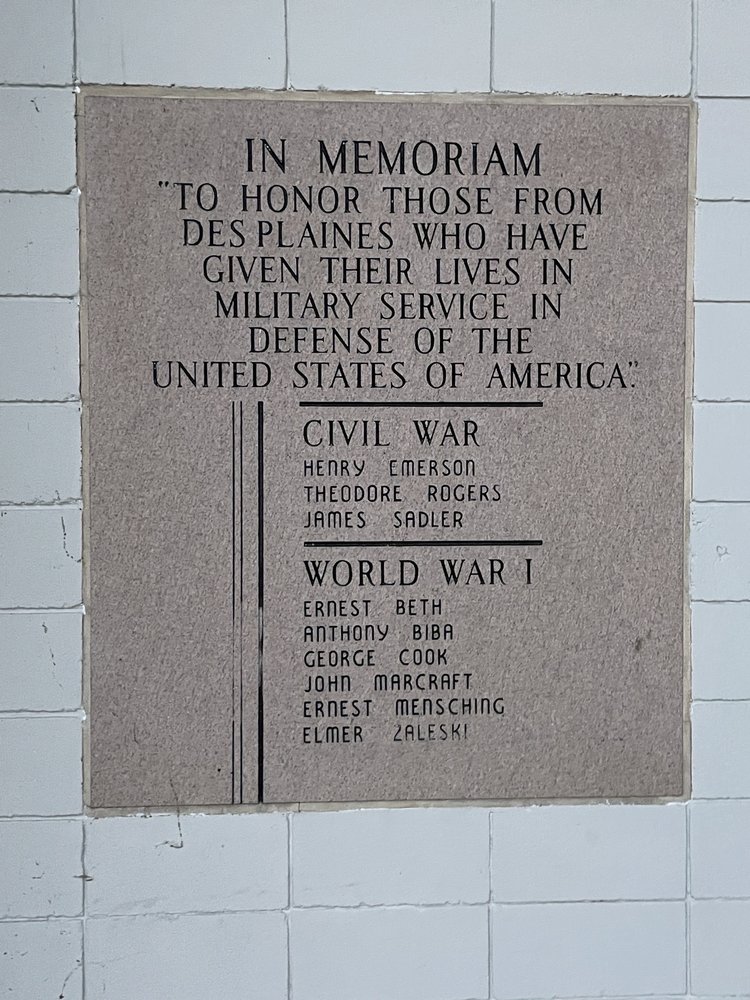 IN MEMORIAM
"TO HONOR THOSE FROM
DES PLAINES WHO HAVE
GIVEN THEIR LIVES IN
MILITARY SERVICE IN
DEFENSE OF THE
UNITED STATES OF AMERICA."
CIVIL WAR
HENRY EMERSON
THEODORE ROGERS
JAMES SADLER
WORLD WAR I
ERNEST BETH
ANTHONY BIBA
GEORGE COOK
JOHN MARCRAFT
ERNEST MENSCHING
ELMER ZALESKI